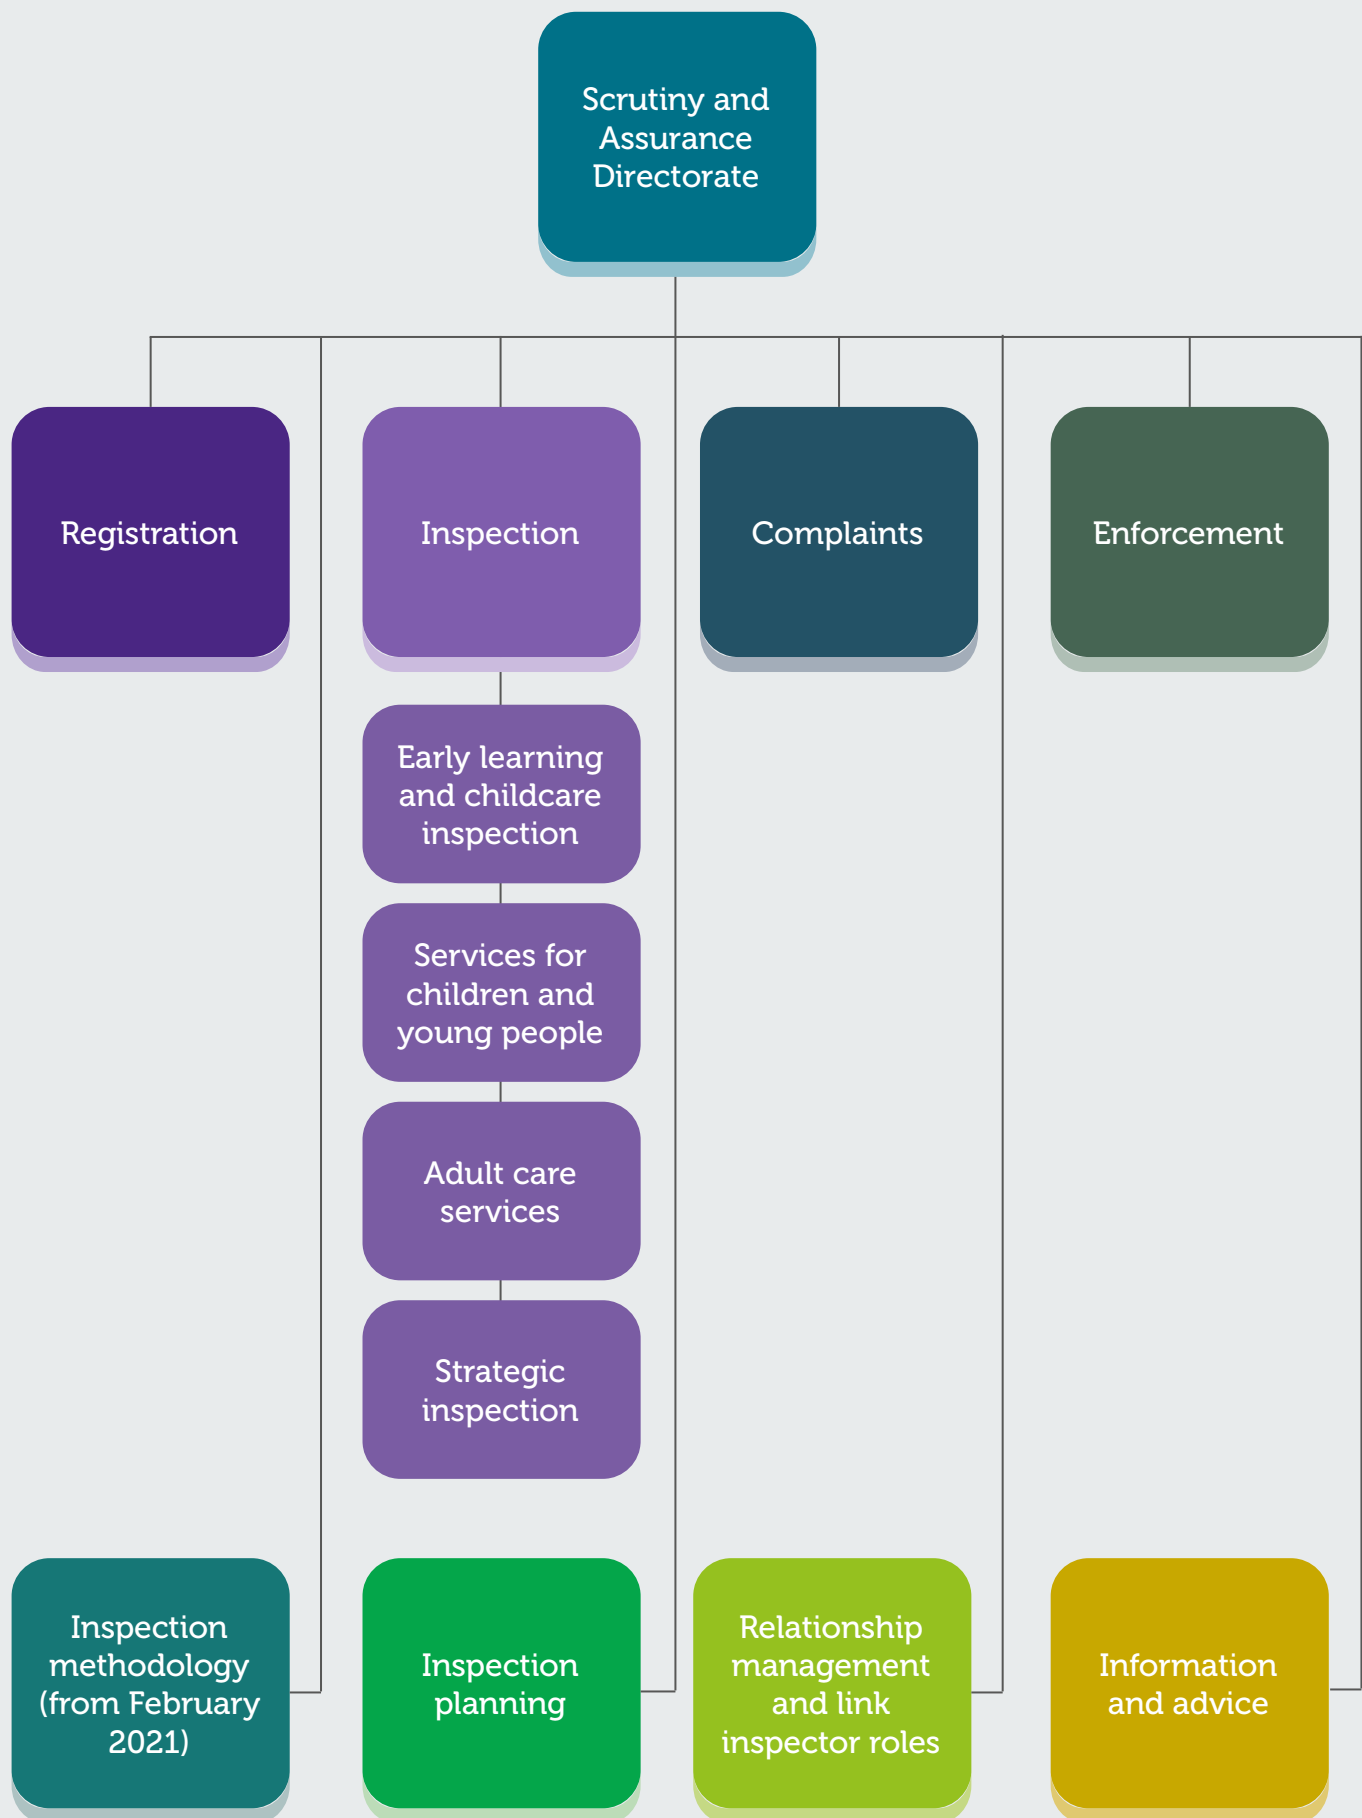 Scrutiny and
Assurance
Directorate
Registration
Inspection
Complaints
Enforcement
Early learning
and childcare
inspection
Services for
children and
young people
Adult care
services
Strategic
inspection
Inspection
methodology
(from February
2021)
Inspection
planning
Relationship
management
and link
inspector roles
Information
and advice